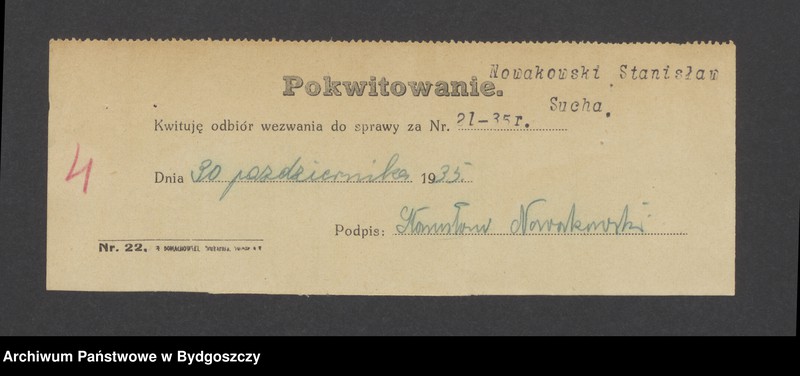 Nowakowski Stanisław
Pokwitowanie.
Sucha.
Kwituję odbiór wezwania do sprawy za Nr. 21-35r.
4
Dnia 30 pazdziernika 1935.
Podpis: Stanisław Nowakowski
Nr. 22.
Archiwum Państwowe w Bydgoszczy